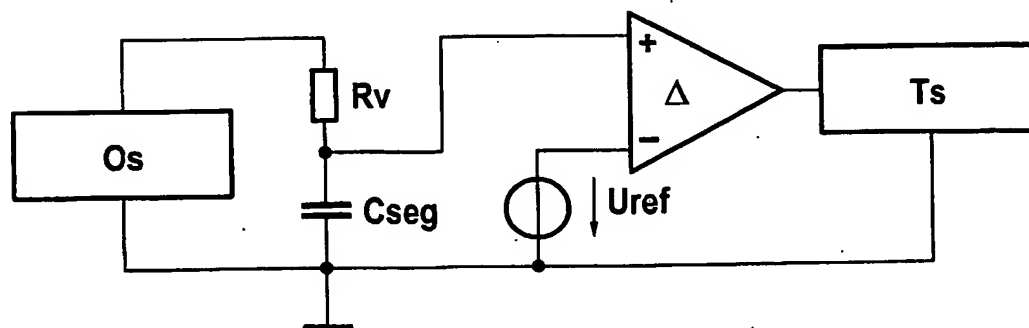 +
Rv
Δ
Ts
Os
−
Cseg
Uref